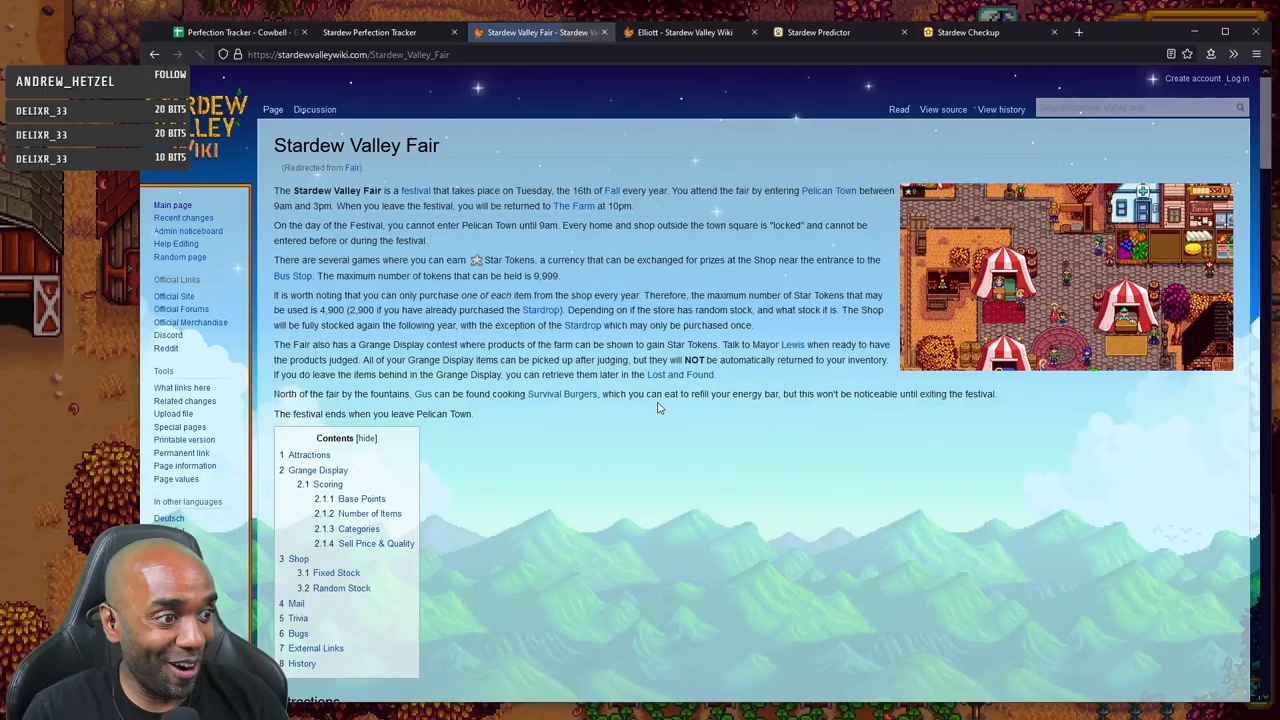 Perfection Tracker - Cowbell - G
Stardew Perfection Tracker
Stardew Valley Fair - Stardew Va
Elliott - Stardew Valley Wiki
Stardew Predictor
Stardew Checkup
https://stardewvalleywiki.com/Stardew_Valley_Fair
ANDREW_HETZEL FOLLOW
DELIXR_33 20 BITS
DELIXR_33 20 BITS
DELIXR_33 10 BITS
STARDEW
VALLEY
WIKI
Create account Log in
Page Discussion
Read View source View history
Search Stardew Valley Wiki
Stardew Valley Fair
(Redirected from Fair)
The Stardew Valley Fair is a festival that takes place on Tuesday, the 16th of Fall every year. You attend the fair by entering Pelican Town between
9am and 3pm. When you leave the festival, you will be returned to The Farm at 10pm.
On the day of the Festival, you cannot enter Pelican Town until 9am. Every home and shop outside the town square is "locked" and cannot be
entered before or during the festival.
There are several games where you can earn Star Tokens, a currency that can be exchanged for prizes at the Shop near the entrance to the
Bus Stop. The maximum number of tokens that can be held is 9,999.
It is worth noting that you can only purchase one of each item from the shop every year. Therefore, the maximum number of Star Tokens that may
be used is 4,900 (2,900 if you have already purchased the Stardrop). Depending on if the store has random stock, and what stock it is. The Shop
will be fully stocked again the following year, with the exception of the Stardrop which may only be purchased once.
The Fair also has a Grange Display contest where products of the farm can be shown to gain Star Tokens. Talk to Mayor Lewis when ready to have
the products judged. All of your Grange Display items can be picked up after judging, but they will NOT be automatically returned to your inventory.
If you do leave the items behind in the Grange Display, you can retrieve them later in the Lost and Found.
North of the fair by the fountains, Gus can be found cooking Survival Burgers, which you can eat to refill your energy bar, but this won't be noticeable until exiting the festival.
The festival ends when you leave Pelican Town.
Contents [hide]
1 Attractions
2 Grange Display
2.1 Scoring
2.1.1 Base Points
2.1.2 Number of Items
2.1.3 Categories
2.1.4 Sell Price & Quality
3 Shop
3.1 Fixed Stock
3.2 Random Stock
4 Mail
5 Trivia
6 Bugs
7 External Links
8 History
Main page
Recent changes
Admin noticeboard
Help Editing
Random page
Official Links
Official Site
Official Forums
Official Merchandise
Discord
Reddit
Tools
What links here
Related changes
Upload file
Special pages
Printable version
Permanent link
Page information
Page values
In other languages
Deutsch